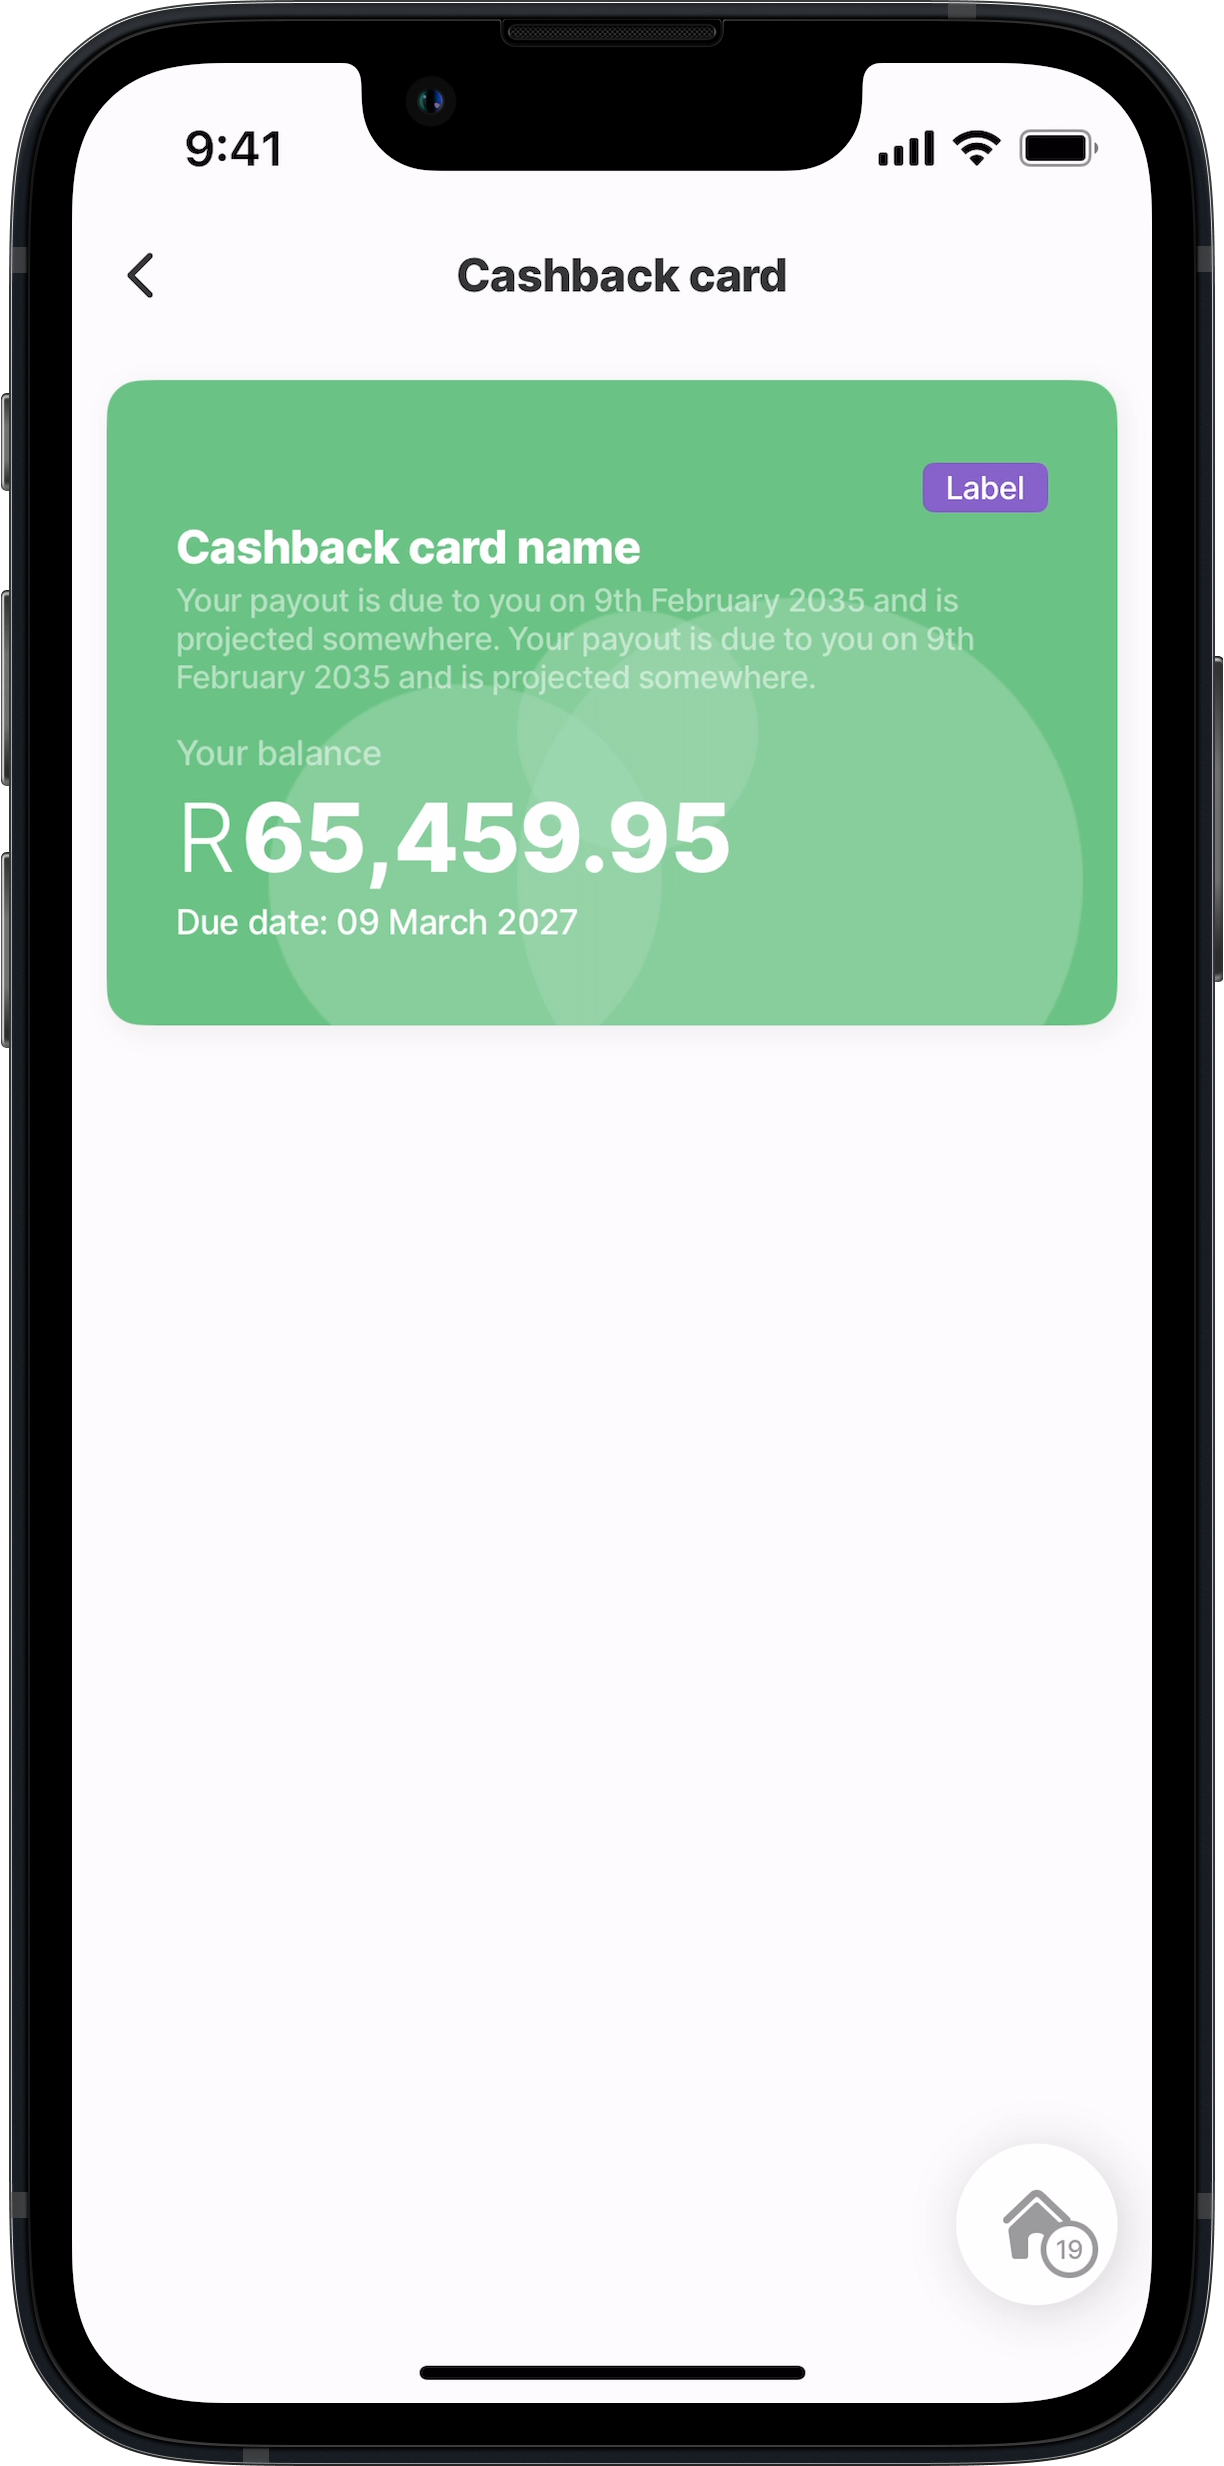 9:41
Cashback card
Label
Cashback card name
Your payout is due to you on 9th February 2035 and is
projected somewhere. Your payout is due to you on 9th
February 2035 and is projected somewhere.
Your balance
R65,459.95
Due date: 09 March 2027
19